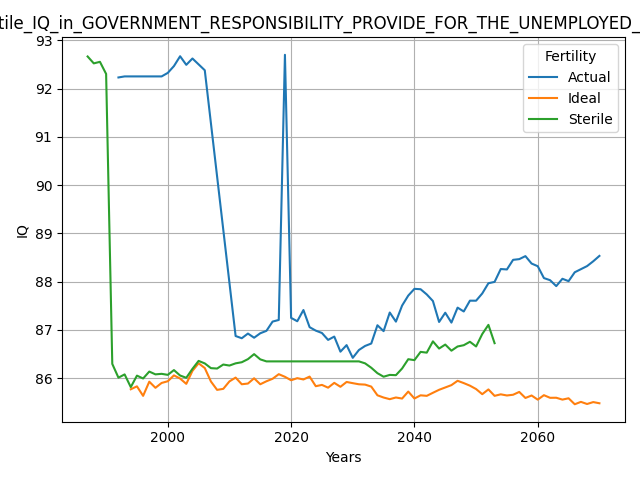 tile_IQ_in_GOVERNMENT_RESPONSIBILITY_PROVIDE_FOR_THE_UNEMPLOYED_
93
92
91
90
89
88
87
86
IQ
Fertility
Actual
Ideal
Sterile
2000
2020
2040
2060
Years